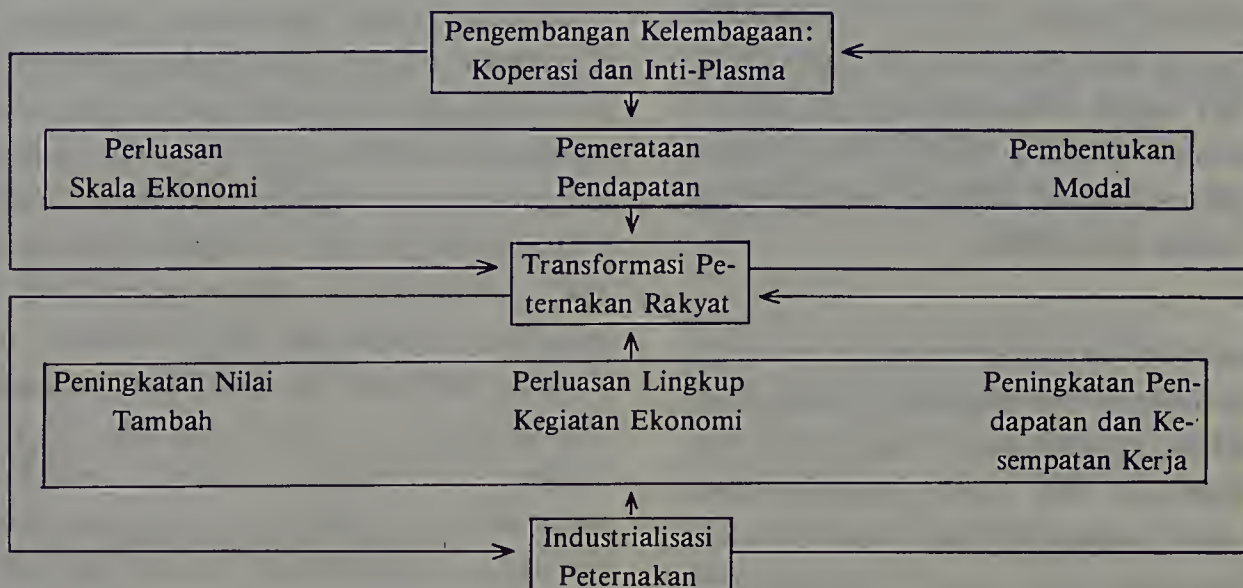 Pengembangan Kelembagaan:
Koperasi dan Inti-Plasma
Perluasan
Skala Ekonomi
Pemerataan
Pendapatan
Pembentukan
Modal
Transformasi Pe-
ternakan Rakyat
Peningkatan Nilai
Tambah
Perluasan Lingkup
Kegiatan Ekonomi
Peningkatan Pen-
dapatan dan Ke-
sempatan Kerja
Industrialisasi
Peternakan